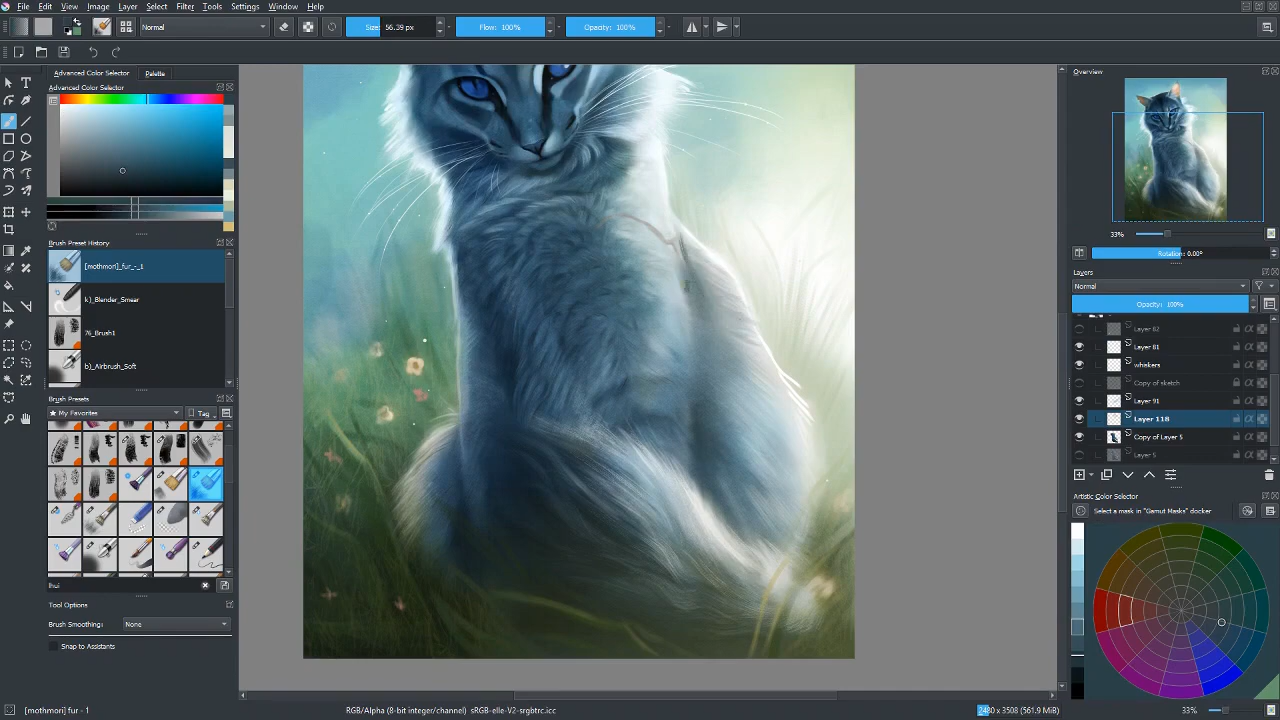 File Edit View Image Layer Select Filter Tools Settings Window Help
Normal Size: 56.39 px Flow: 100% Opacity: 100%
Advanced Color Selector Palette
Advanced Color Selector
Brush Preset History
[mothmori]_fur_-_1
k)_Blender_Smear
76_Brush1
b)_Airbrush_Soft
Brush Presets
My Favorites Tag
lhui
Tool Options
Brush Smoothing: None
Snap to Assistants
Overview
33%
Rotation: 0.00°
Layers
Normal
Opacity: 100%
Layer 62
Layer 81
whiskers
Copy of sketch
Layer 91
Layer 118
Copy of Layer 5
Layer 5
Artistic Color Selector
Select a mask in "Gamut Masks" docker
[mothmori] fur - 1 RGB/Alpha (8-bit integer/channel) sRGB-elle-V2-srgbtrc.icc 2480 x 3508 (561.9 MiB) 33%